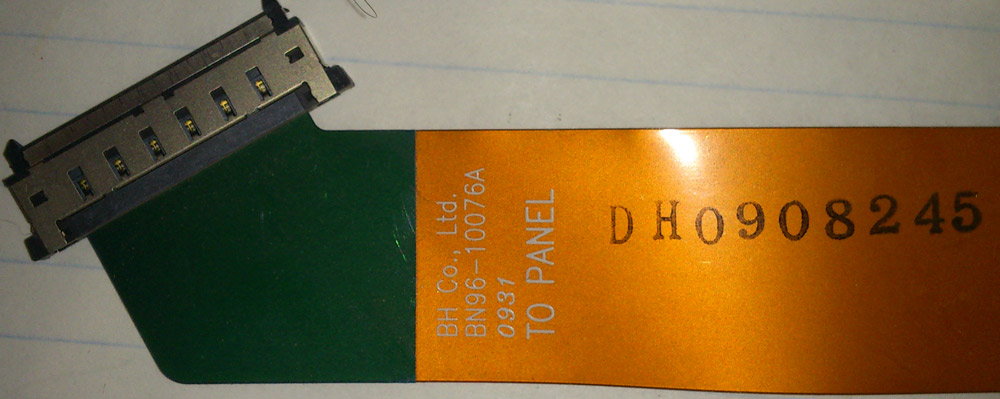 BH Co., Ltd.
BN96-10076A
0931
TO PANEL
DH0908245